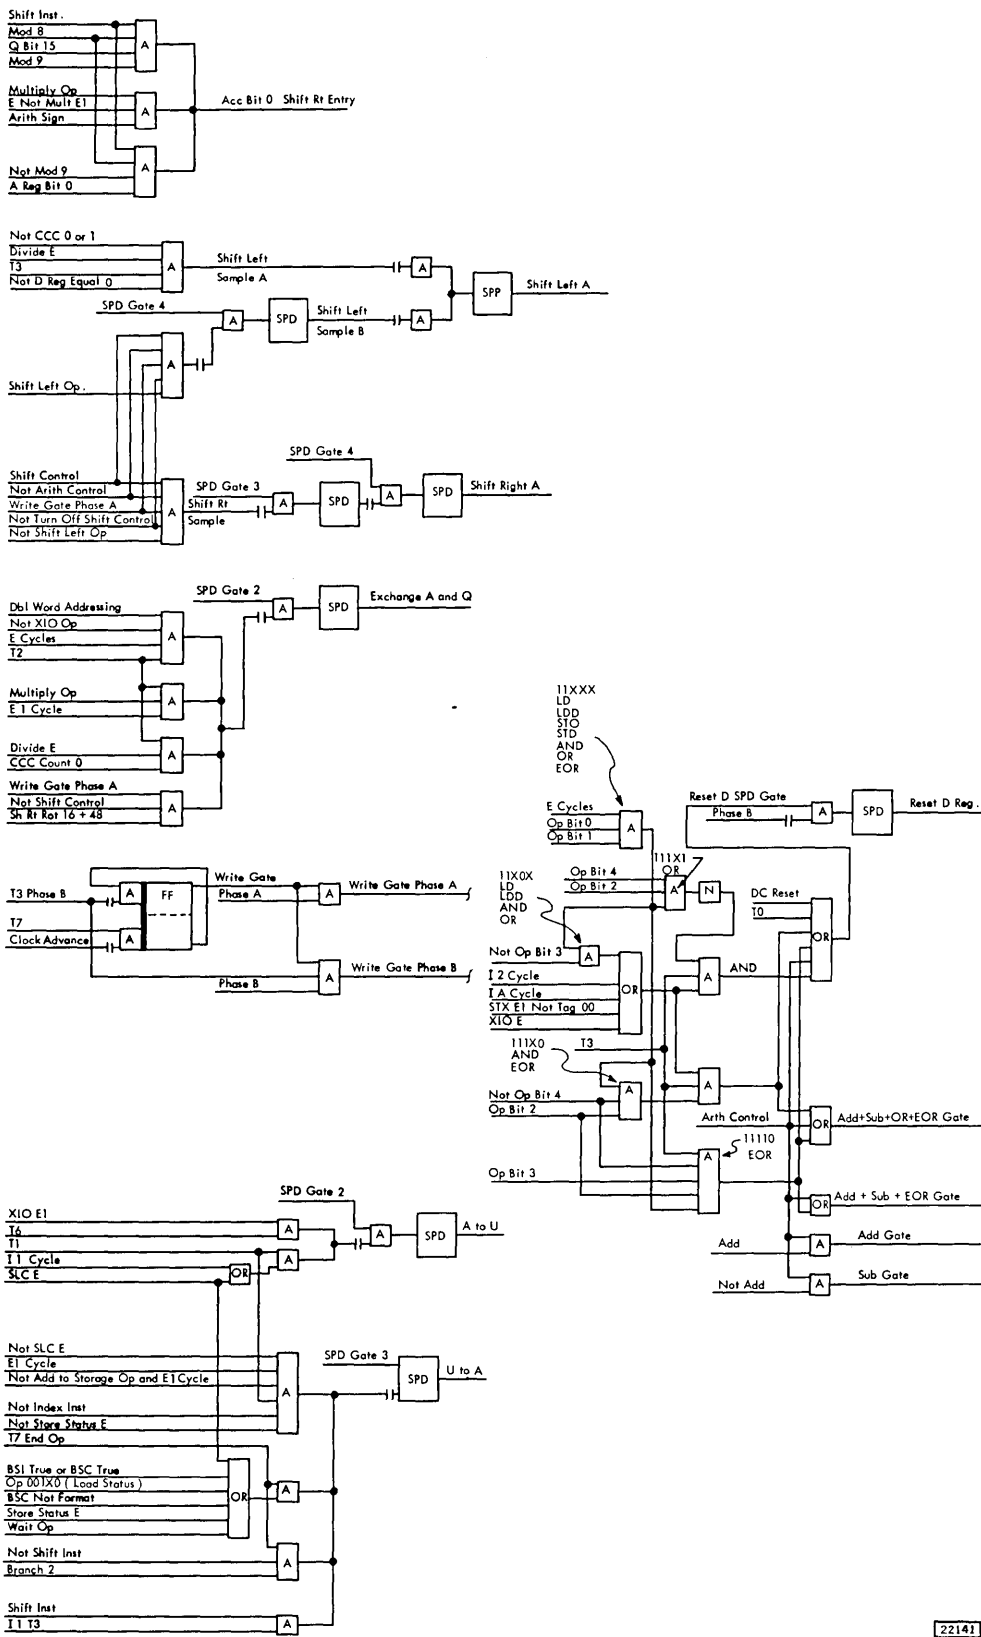 Shift Inst.
Mod 8
Q Bit 15
Mod 9
A
Multiply Op
E Not Mult E1
Arith Sign
A
Acc Bit 0 Shift Rt Entry
Not Mod 9
A Reg Bit 0
A
Not CCC 0 or 1
Divide E
T3
Not D Reg Equal 0
A
Shift Left
Sample A
A
SPP
Shift Left A
SPD Gate 4
A
SPD
Shift Left
Sample B
A
A
Shift Left Op.
Shift Control
Not Arith Control
Write Gate Phase A
Not Turn Off Shift Control
Not Shift Left Op
A
Shift Rt
Sample
SPD Gate 3
A
SPD
SPD Gate 4
A
SPD
Shift Right A
Dbl Word Addressing
Not XIO Op
E Cycles
T2
A
SPD Gate 2
A
SPD
Exchange A and Q
Multiply Op
E 1 Cycle
A
Divide E
CCC Count 0
A
Write Gate Phase A
Not Shift Control
Sh Rt Rot 16 + 48
A
T3 Phase B
A
FF
T7
Clock Advance
A
Write Gate
Phase A
A
Write Gate Phase A
Phase B
A
Write Gate Phase B
11XXX
LD
LDD
STO
STD
AND
OR
EOR
E Cycles
Op Bit 0
Op Bit 1
A
Reset D SPD Gate
Phase B
A
SPD
Reset D Reg.
111X1
OR
Op Bit 4
Op Bit 2
A
N
11X0X
LD
LDD
AND
OR
DC Reset
T0
OR
Not Op Bit 3
A
I 2 Cycle
I A Cycle
STX E1 Not Tag 00
XIO E
OR
A
AND
111X0
AND
EOR
T3
A
Not Op Bit 4
Op Bit 2
A
Arth Control
OR
Add+Sub+OR+EOR Gate
A
11110
EOR
Op Bit 3
OR
Add + Sub + EOR Gate
Add
A
Add Gate
Not Add
A
Sub Gate
XIO E1
T6
T1
I 1 Cycle
SLC E
A
OR
A
SPD Gate 2
A
SPD
A to U
Not SLC E
E1 Cycle
Not Add to Storage Op and E1Cycle
Not Index Inst
Not Store Status E
T7 End Op
A
SPD Gate 3
SPD
U to A
BSI True or BSC True
Op 001X0 ( Load Status )
BSC Not Format
Store Status E
Wait Op
OR
A
Not Shift Inst
Branch 2
A
Shift Inst
I 1 T3
A
22141